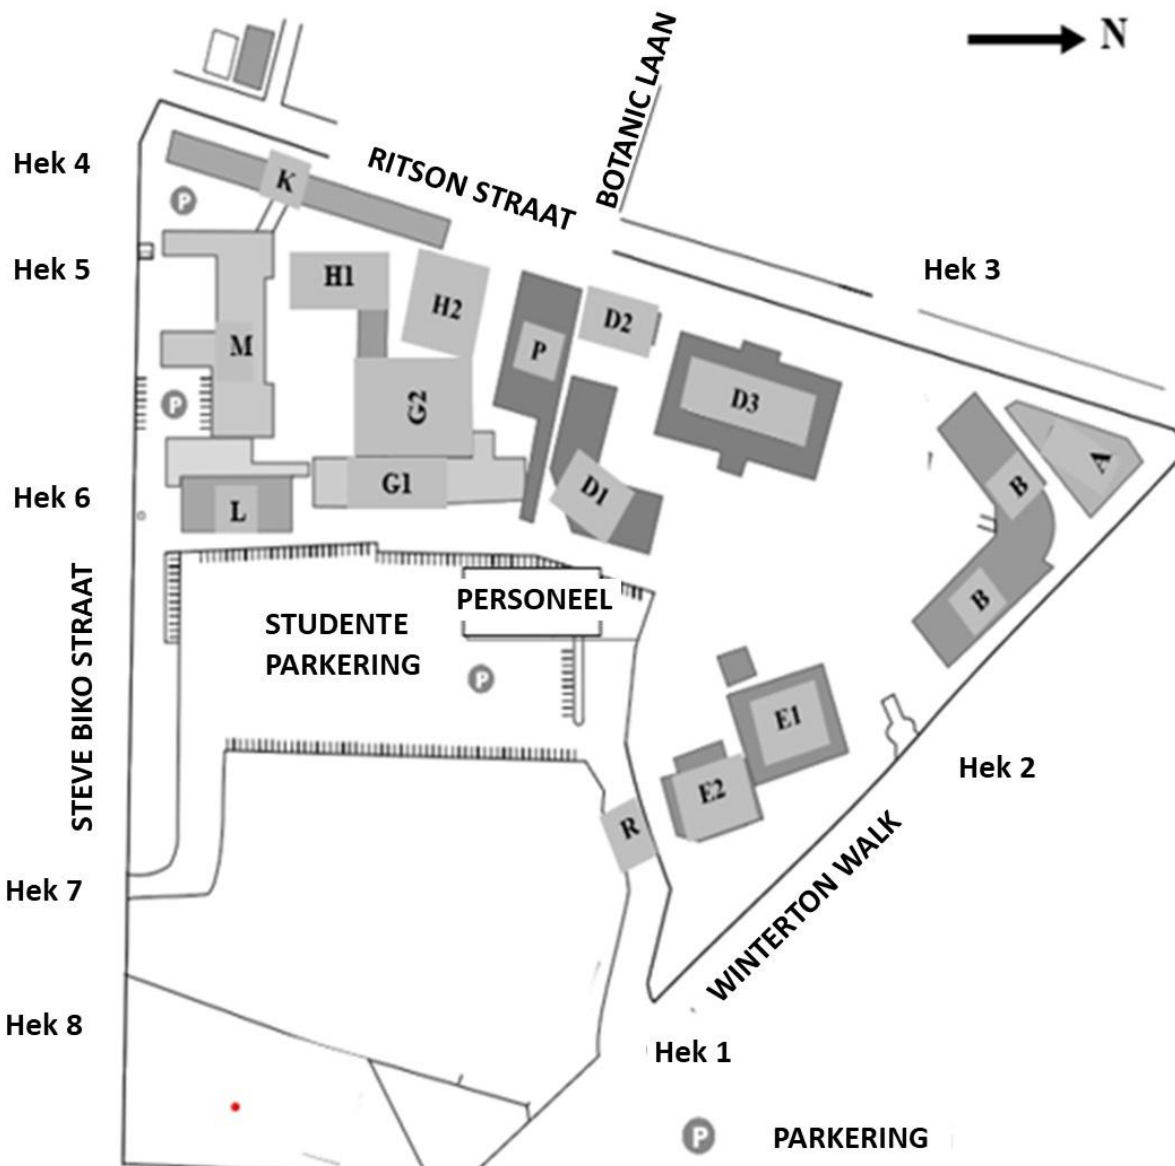 N
BOTANIC LAAN
RITSON STRAAT
Hek 4
K
P
Hek 5
Hek 3
H1
H2
D2
M
P
P
G2
D3
A
B
G1
D1
Hek 6
L
B
PERSONEEL
STUDENTE
PARKERING
P
STEVE BIKO STRAAT
E1
Hek 2
E2
R
WINTERTON WALK
Hek 7
Hek 8
Hek 1
P PARKERING